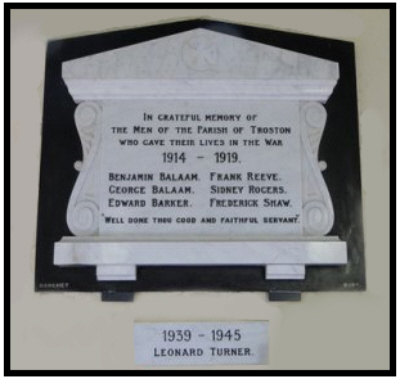 In grateful memory of
the Men of the Parish of Troston
who gave their lives in the War
1914 – 1919.
Benjamin Balaam. Frank Reeve.
George Balaam. Sidney Rogers.
Edward Barker. Frederick Shaw.
"Well done thou good and faithful servant."
1939 – 1945
Leonard Turner.